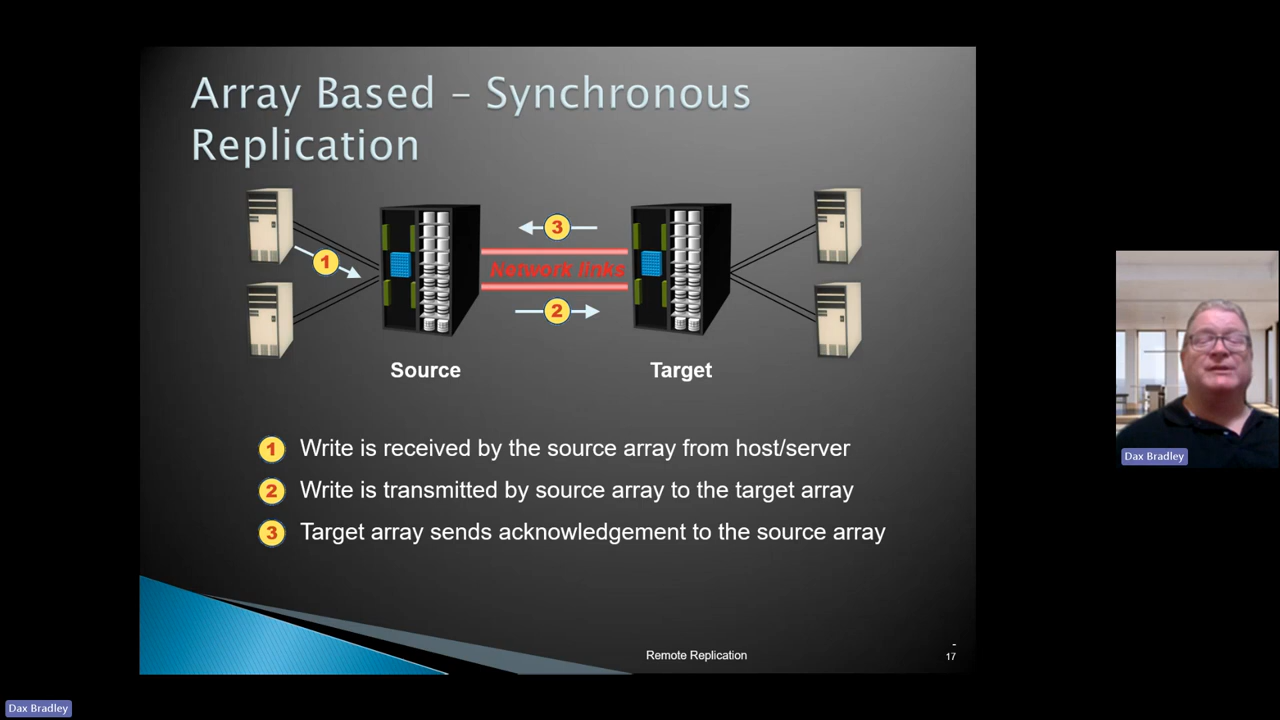 Array Based – Synchronous
Replication
3
1
Network links
2
Source
Target
1 Write is received by the source array from host/server
2 Write is transmitted by source array to the target array
3 Target array sends acknowledgement to the source array
Remote Replication
-
17
Dax Bradley
Dax Bradley